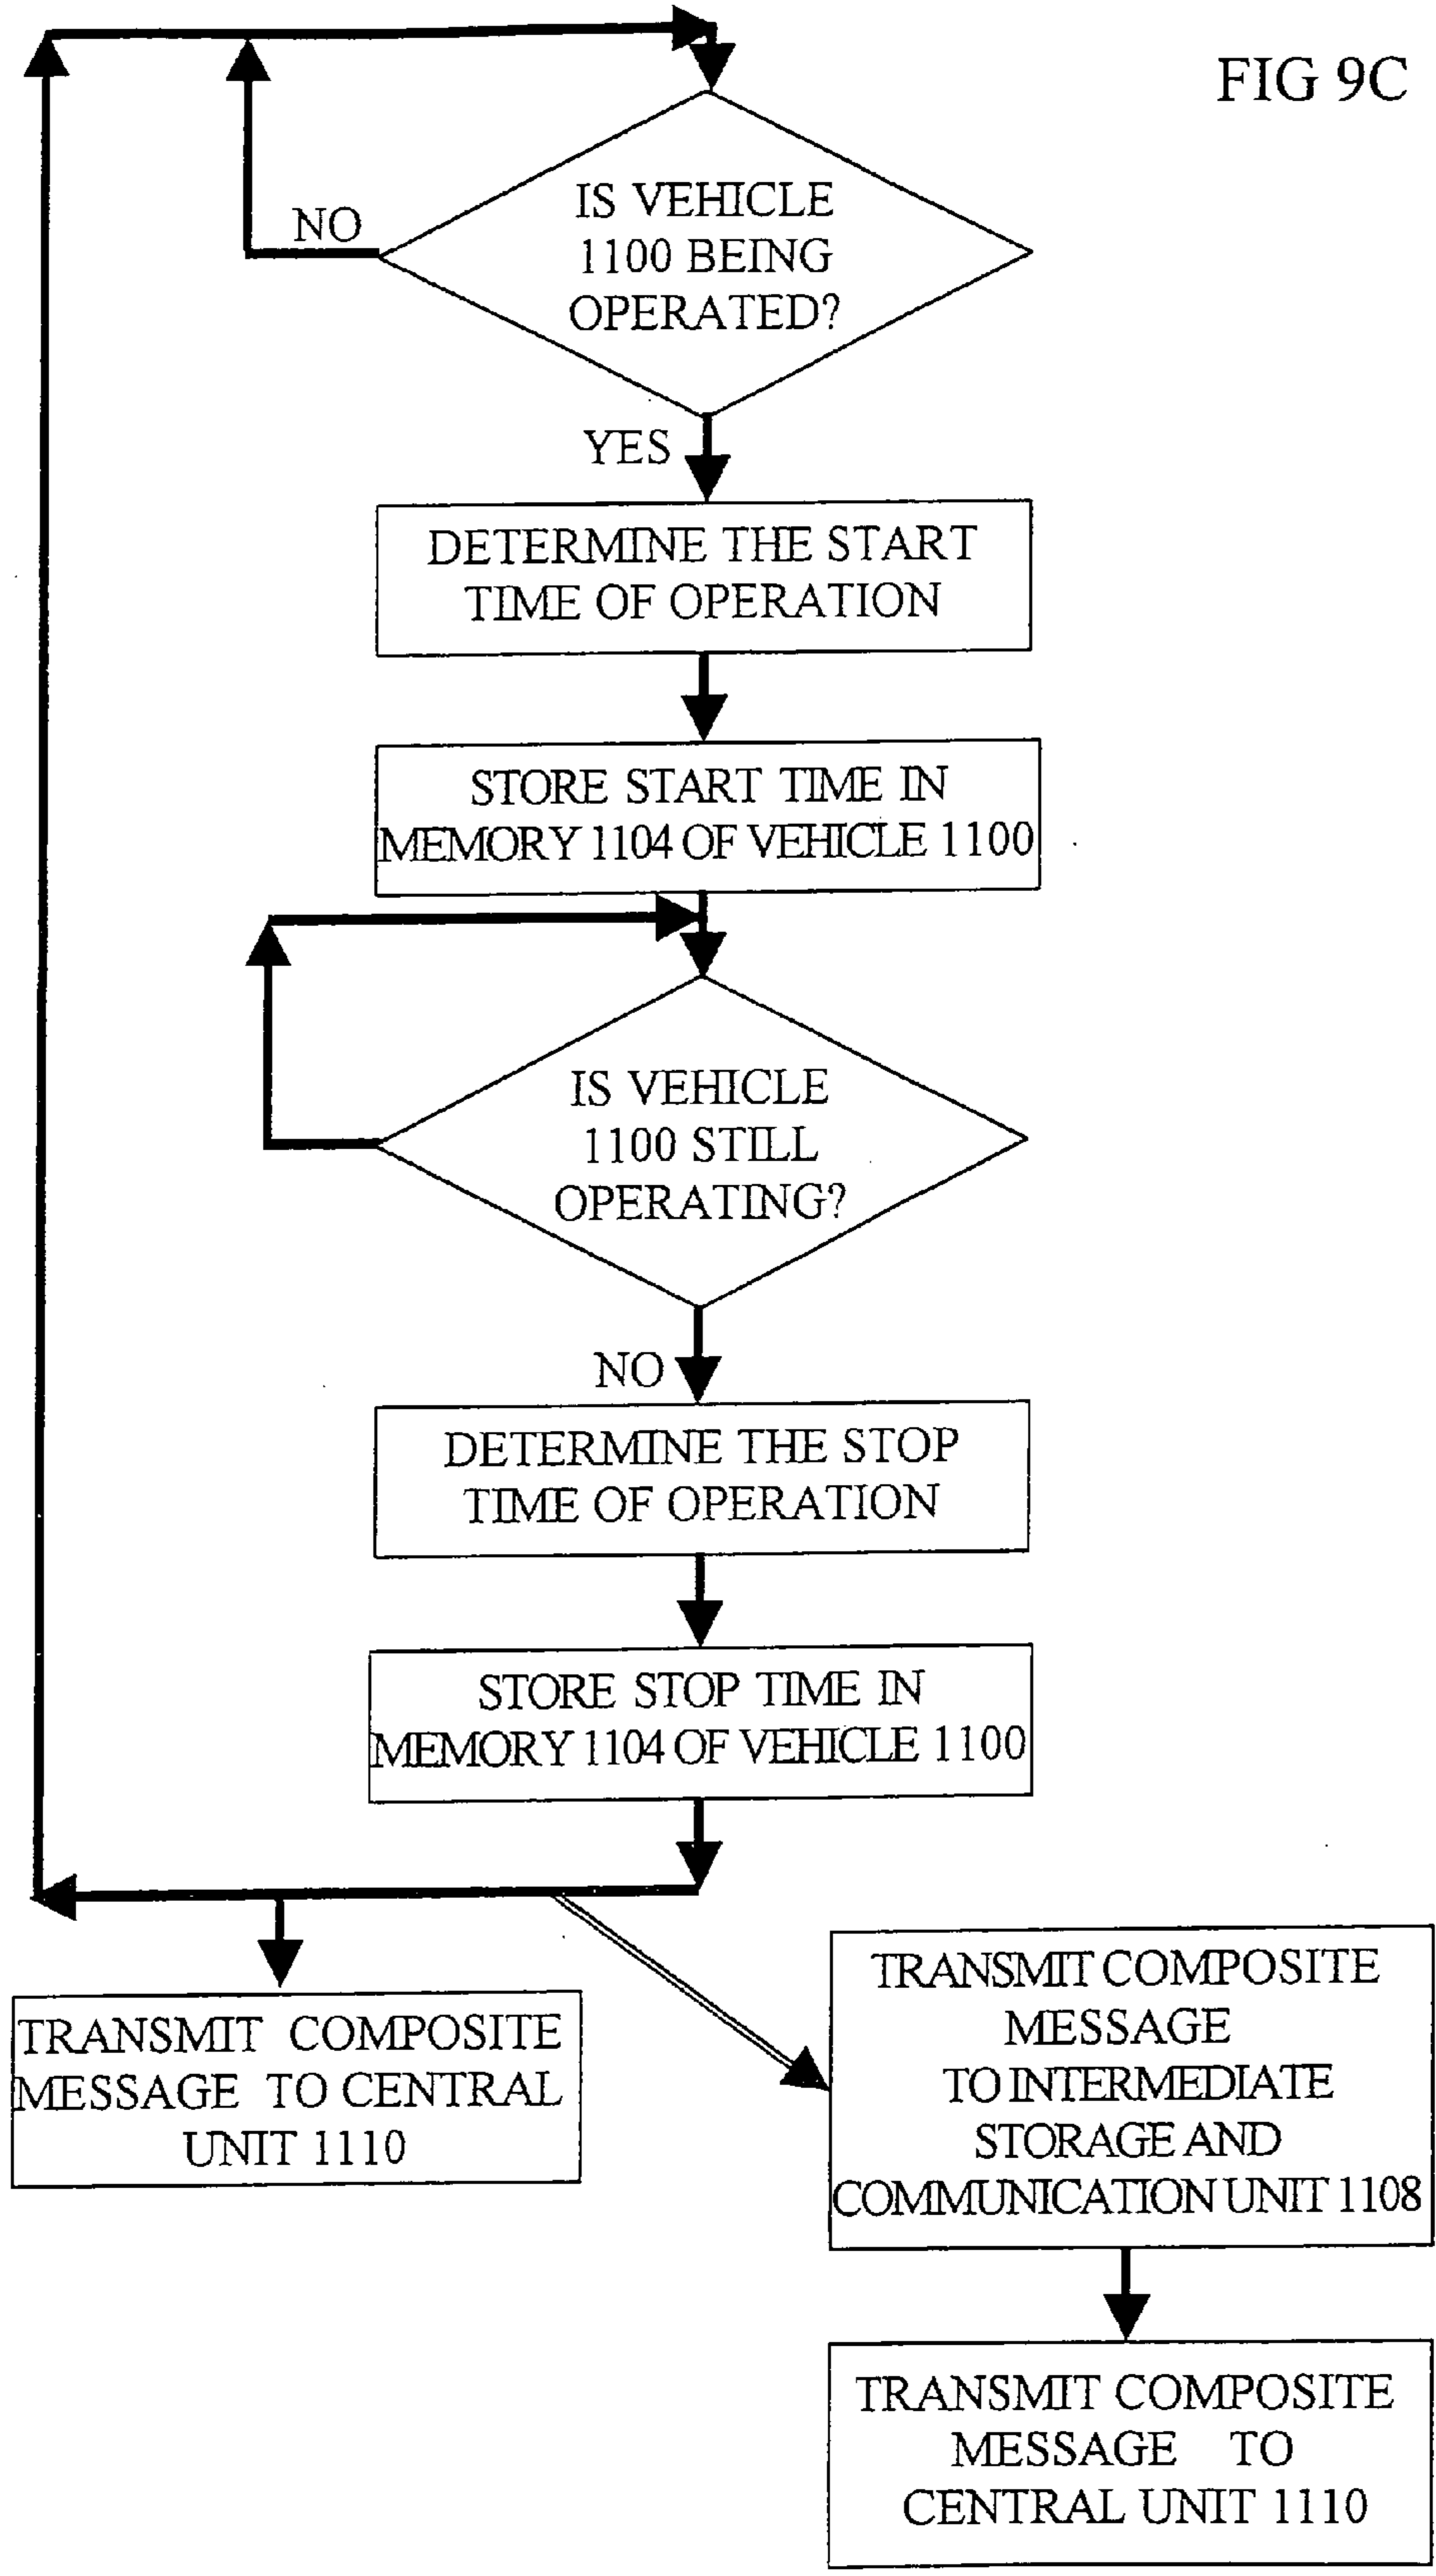 FIG 9C
IS VEHICLE
1100 BEING
OPERATED?
NO
YES
DETERMINE THE START
TIME OF OPERATION
STORE START TIME IN
MEMORY 1104 OF VEHICLE 1100
IS VEHICLE
1100 STILL
OPERATING?
NO
DETERMINE THE STOP
TIME OF OPERATION
STORE STOP TIME IN
MEMORY 1104 OF VEHICLE 1100
TRANSMIT COMPOSITE
MESSAGE TO CENTRAL
UNIT 1110
TRANSMIT COMPOSITE
MESSAGE
TO INTERMEDIATE
STORAGE AND
COMMUNICATION UNIT 1108
TRANSMIT COMPOSITE
MESSAGE TO
CENTRAL UNIT 1110